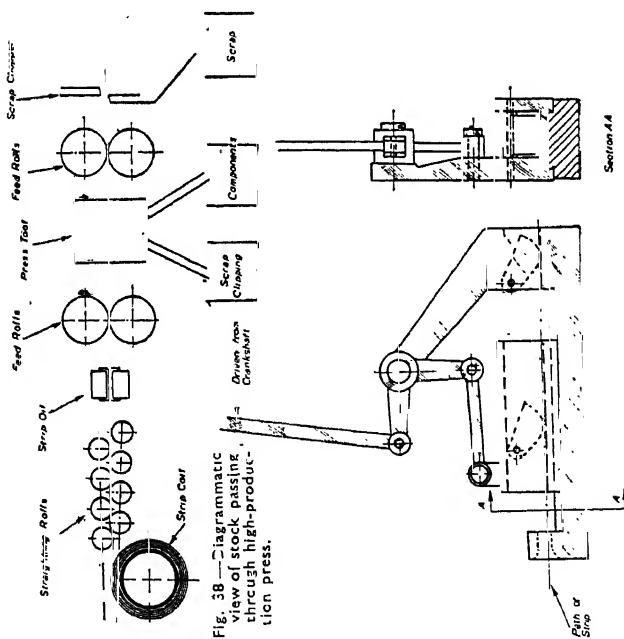 Straightening Rolls
Strip Oil
Feed Rolls
Press Tool
Feed Rolls
Scrap Chopper
Strip Coil
Scrap
Clipping
Components
Scrap
Fig. 38—Diagrammatic
view of stock passing
through high-produc-
tion press.
Driven from
Crankshaft
A
A
Path of
Strip
Section AA